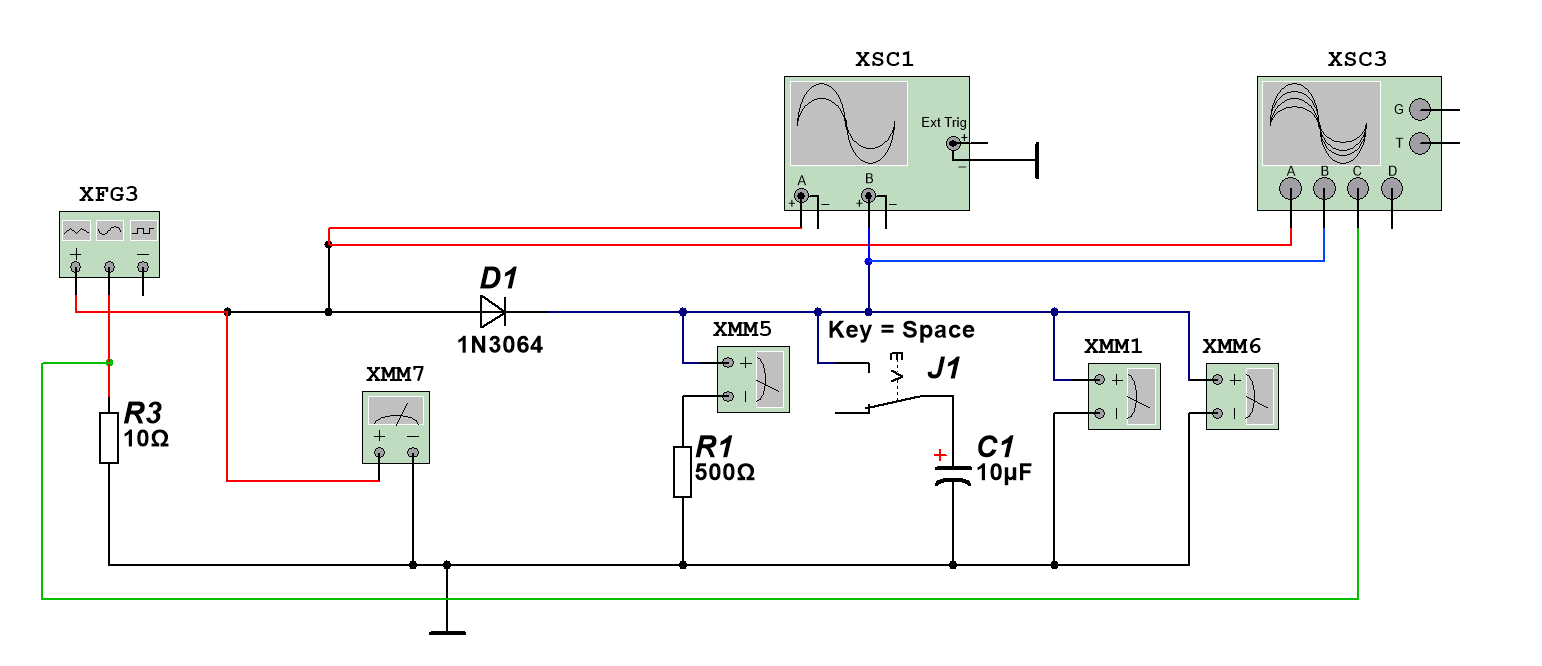 XSC1
XSC3
Ext Trig
+
−
A
B
+
−
+
−
G
T
A
B
C
D
XFG3
+
−
D1
1N3064
XMM5
+
−
Key = Space
J1
XMM1
+
−
XMM6
+
−
XMM7
+
−
R3
10Ω
R1
500Ω
+
C1
10µF